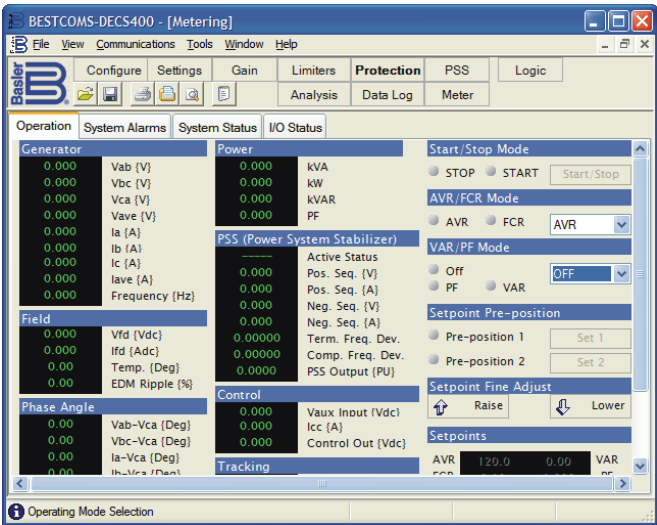 BESTCOMS-DECS400 - [Metering]
File View Communications Tools Window Help
Basler
Configure Settings Gain Limiters Protection PSS Logic
Analysis Data Log Meter
Operation System Alarms System Status I/O Status
Generator
0.000 Vab {V}
0.000 Vbc {V}
0.000 Vca {V}
0.000 Vave {V}
0.000 Ia {A}
0.000 Ib {A}
0.000 Ic {A}
0.000 Iave {A}
0.000 Frequency {Hz}
Field
0.000 Vfd {Vdc}
0.000 Ifd {Adc}
0.00 Temp. {Deg}
0.00 EDM Ripple {%}
Phase Angle
0.00 Vab-Vca {Deg}
0.00 Vbc-Vca {Deg}
0.00 Ia-Vca {Deg}
0.00 Ib-Vca {Deg}
Power
0.000 kVA
0.000 kW
0.000 kVAR
0.000 PF
PSS (Power System Stabilizer)
----- Active Status
0.000 Pos. Seq. {V}
0.000 Pos. Seq. {A}
0.000 Neg. Seq. {V}
0.000 Neg. Seq. {A}
0.00000 Term. Freq. Dev.
0.00000 Comp. Freq. Dev.
0.0000 PSS Output {PU}
Control
0.000 Vaux Input {Vdc}
0.000 Icc {A}
0.000 Control Out {Vdc}
Tracking
Start/Stop Mode
STOP START Start/Stop
AVR/FCR Mode
AVR FCR AVR
VAR/PF Mode
Off
PF VAR OFF
Setpoint Pre-position
Pre-position 1 Set 1
Pre-position 2 Set 2
Setpoint Fine Adjust
Raise Lower
Setpoints
AVR 120.0 0.00 VAR
FCR PF
Operating Mode Selection